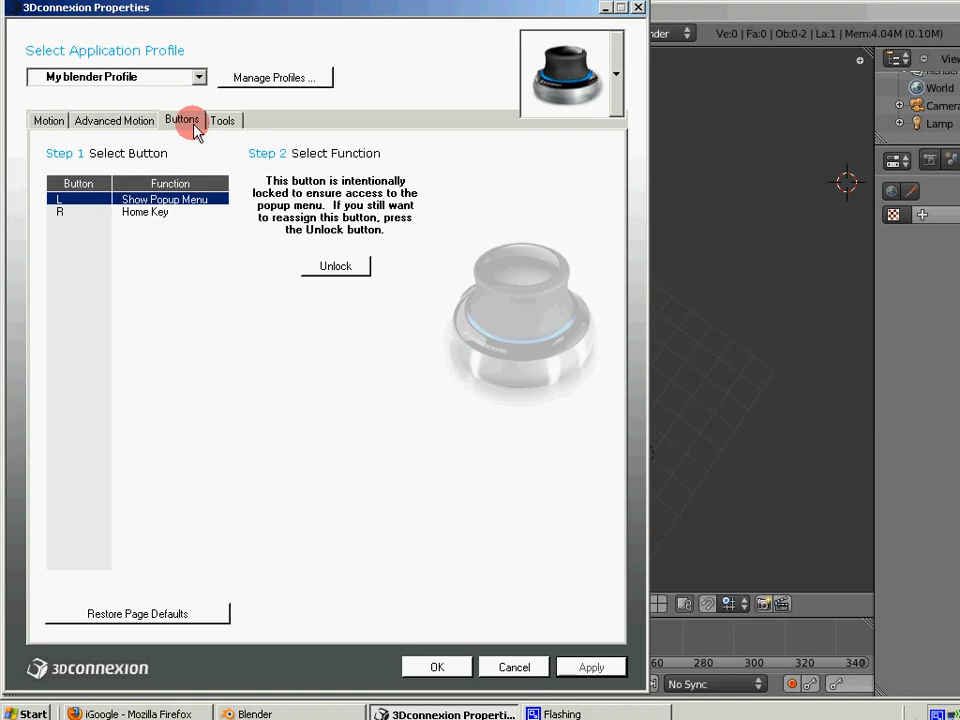 3Dconnexion Properties
Select Application Profile
My blender Profile
Manage Profiles ...
Motion
Advanced Motion
Buttons
Tools
Step 1 Select Button
Step 2 Select Function
Button Function
L Show Popup Menu
R Home Key
This button is intentionally
locked to ensure access to the
popup menu. If you still want
to reassign this button, press
the Unlock button.
Unlock
Restore Page Defaults
3Dconnexion
OK
Cancel
Apply
nder
Ve:0 | Fa:0 | Ob:0-2 | La:1 | Mem:4.04M (0.10M)
View
World
Camera
Lamp
60 280 300 320 340
No Sync
Start
iGoogle - Mozilla Firefox
Blender
3Dconnexion Properti...
Flashing